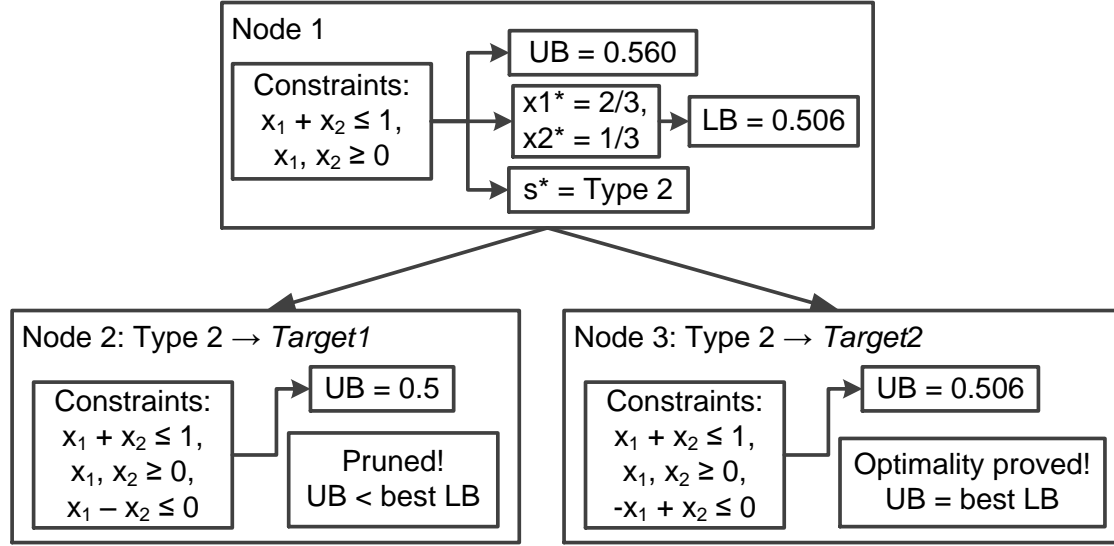 Node 1
Constraints:
x₁ + x₂ ≤ 1,
x₁, x₂ ≥ 0
UB = 0.560
x1* = 2/3,
x2* = 1/3
LB = 0.506
s* = Type 2
Node 2: Type 2 → Target1
Constraints:
x₁ + x₂ ≤ 1,
x₁, x₂ ≥ 0,
x₁ – x₂ ≤ 0
UB = 0.5
Pruned!
UB < best LB
Node 3: Type 2 → Target2
Constraints:
x₁ + x₂ ≤ 1,
x₁, x₂ ≥ 0,
-x₁ + x₂ ≤ 0
UB = 0.506
Optimality proved!
UB = best LB